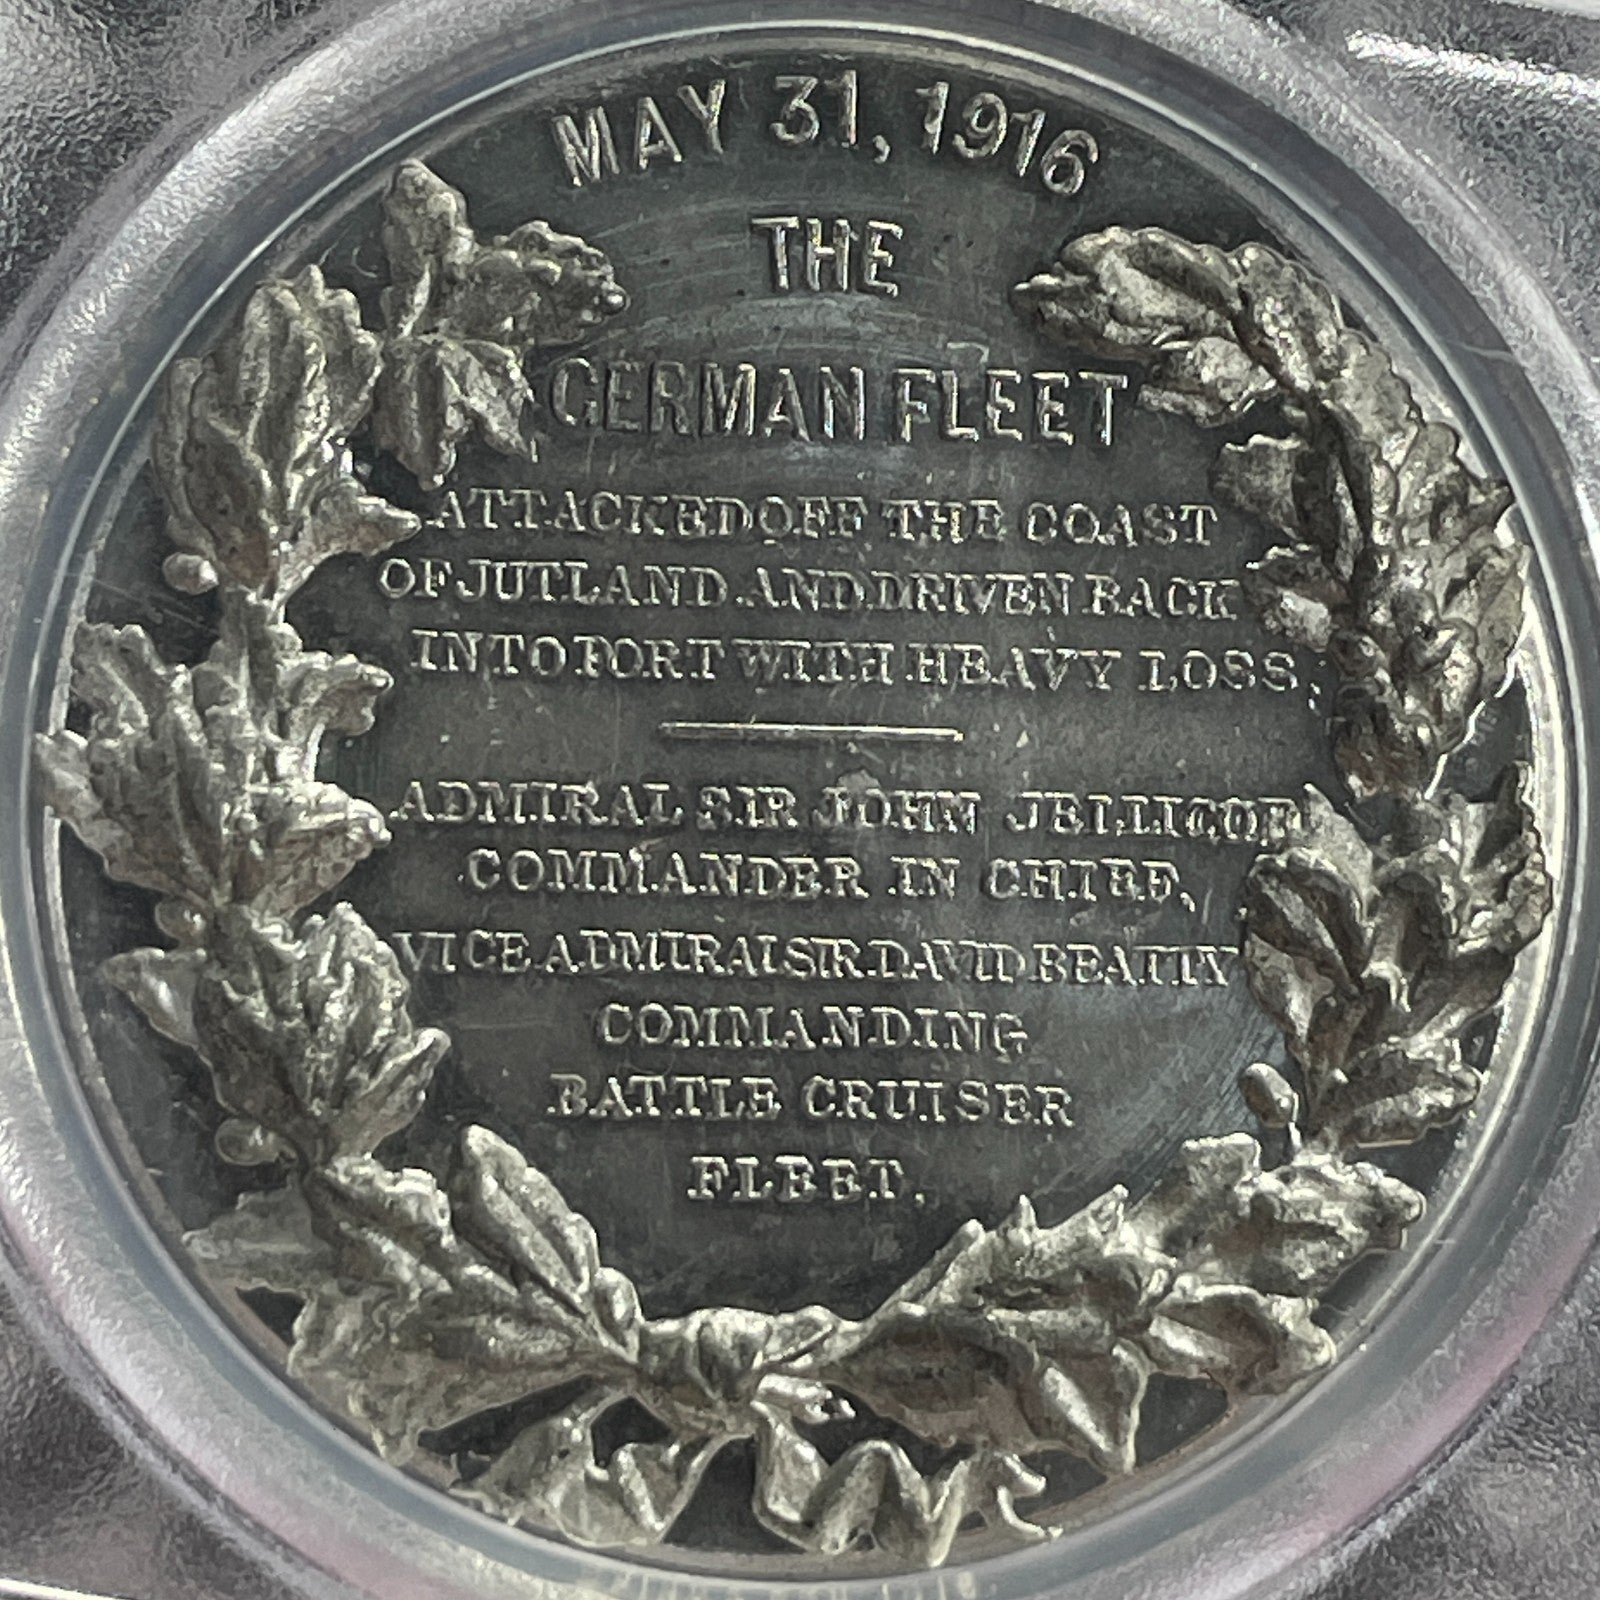 MAY 31, 1916
THE
GERMAN FLEET
ATTACKED OFF THE COAST
OF JUTLAND AND DRIVEN BACK
INTO PORT WITH HEAVY LOSS,
ADMIRAL SIR JOHN JELLICOE
COMMANDER IN CHIEF,
VICE ADMIRAL SIR DAVID BEATTY
COMMANDING
BATTLE CRUISER
FLEET.